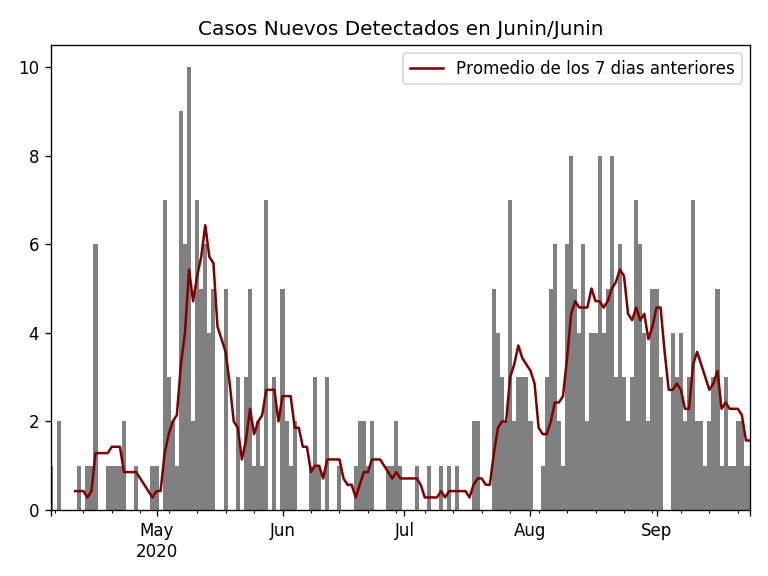 Casos Nuevos Detectados en Junin/Junin
Promedio de los 7 dias anteriores
10
8
6
4
2
0
May Jun Jul Aug Sep
2020